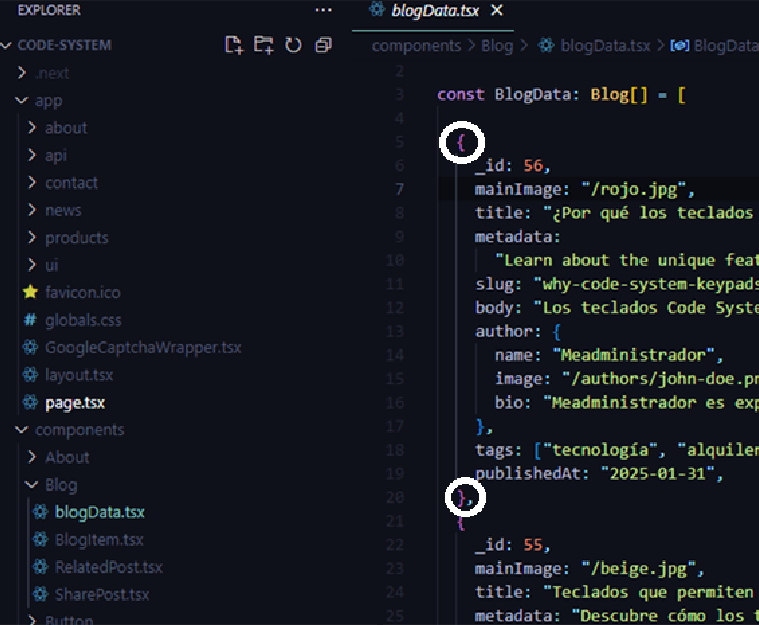 EXPLORER
CODE-SYSTEM
.next
app
about
api
contact
news
products
ui
favicon.ico
# globals.css
GoogleCaptchaWrapper.tsx
layout.tsx
page.tsx
components
About
Blog
blogData.tsx
BlogItem.tsx
RelatedPost.tsx
SharePost.tsx
Button
blogData.tsx
components > Blog > blogData.tsx > BlogData
2
3 const BlogData: Blog[] = [
4
5 {
6 _id: 56,
7 mainImage: "/rojo.jpg",
8 title: "¿Por qué los teclados
9 metadata:
10 "Learn about the unique feat
11 slug: "why-code-system-keypads
12 body: "Los teclados Code Syste
13 author: {
14 name: "Meadministrador",
15 image: "/authors/john-doe.pn
16 bio: "Meadministrador es exp
17 },
18 tags: ["tecnología", "alquiler
19 publishedAt: "2025-01-31",
20 },
21 {
22 _id: 55,
23 mainImage: "/beige.jpg",
24 title: "Teclados que permiten
25 metadata: "Descubre cómo los t